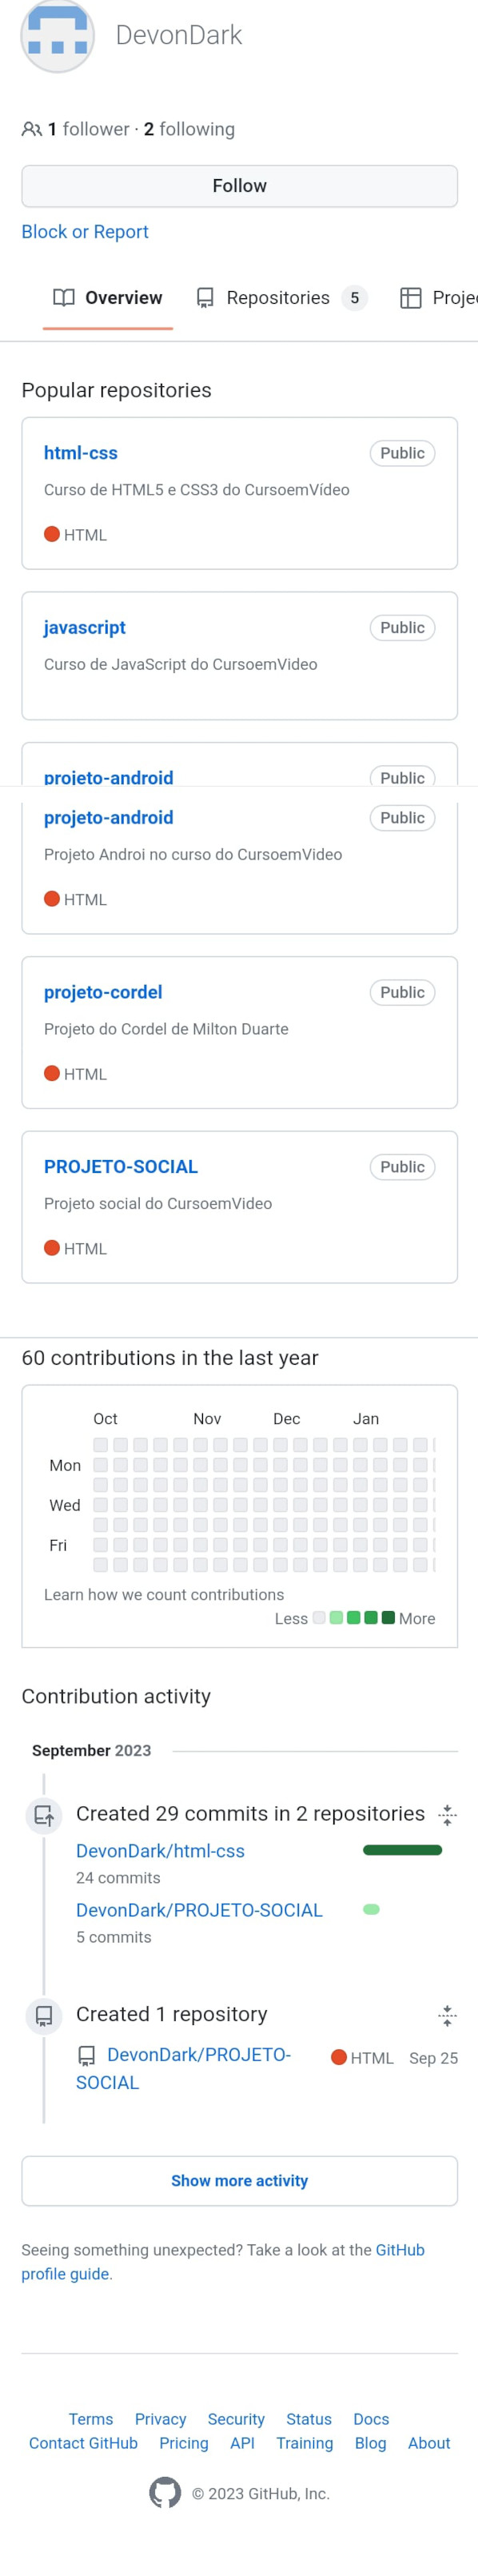 DevonDark
1 follower · 2 following
Follow
Block or Report
Overview Repositories 5 Projec
Popular repositories
html-css Public
Curso de HTML5 e CSS3 do CursoemVídeo
HTML
javascript Public
Curso de JavaScript do CursoemVideo
projeto-android Public
projeto-android Public
Projeto Androi no curso do CursoemVideo
HTML
projeto-cordel Public
Projeto do Cordel de Milton Duarte
HTML
PROJETO-SOCIAL Public
Projeto social do CursoemVideo
HTML
60 contributions in the last year
Oct Nov Dec Jan
Mon
Wed
Fri
Learn how we count contributions
Less More
Contribution activity
September 2023
Created 29 commits in 2 repositories
DevonDark/html-css
24 commits
DevonDark/PROJETO-SOCIAL
5 commits
Created 1 repository
DevonDark/PROJETO- HTML Sep 25
SOCIAL
Show more activity
Seeing something unexpected? Take a look at the GitHub
profile guide.
Terms Privacy Security Status Docs
Contact GitHub Pricing API Training Blog About
© 2023 GitHub, Inc.